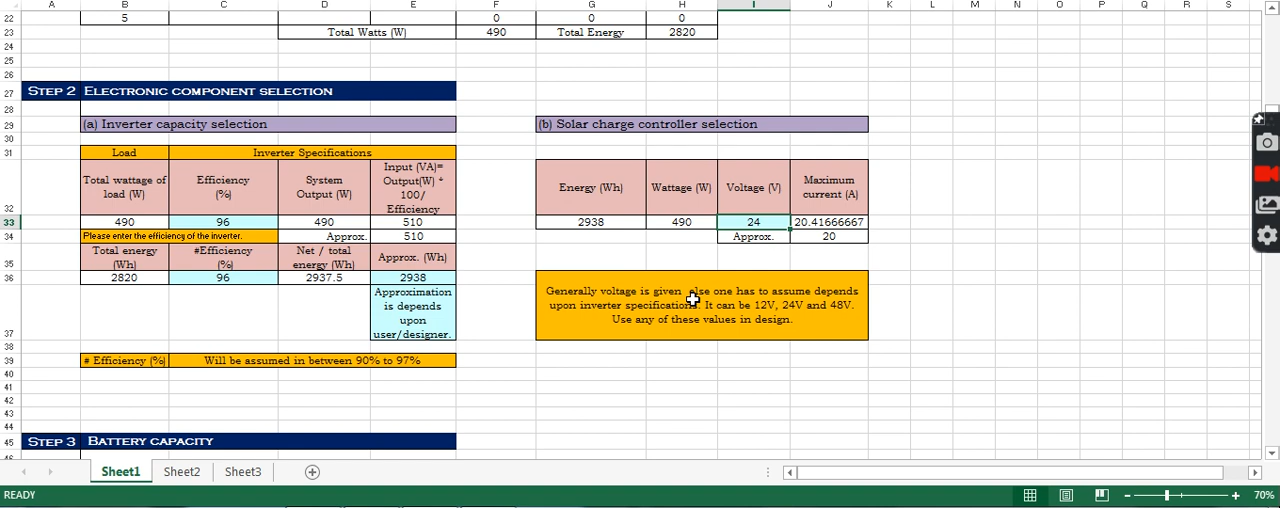 A B C D E F G H I J K L M N O P Q R S
22 5 0 0 0
23 Total Watts (W) 490 Total Energy 2820
24
25
26
27 STEP 2 ELECTRONIC COMPONENT SELECTION
28
29 (a) Inverter capacity selection (b) Solar charge controller selection
30
31 Load Inverter Specifications
Total wattage of load (W) Efficiency (%) System Output (W) Input (VA)= Output(W) * 100/ Efficiency Energy (Wh) Wattage (W) Voltage (V) Maximum current (A)
32
33 490 96 490 510 2938 490 24 20.41666667
34 Please enter the efficiency of the inverter. Approx. 510 Approx. 20
35 Total energy (Wh) #Efficiency (%) Net / total energy (Wh) Approx. (Wh)
36 2820 96 2937.5 2938
Approximation is depends upon user/designer.
Generally voltage is given else one has to assume depends
upon inverter specifications. It can be 12V, 24V and 48V.
Use any of these values in design.
37
38
39 # Efficiency (%) Will be assumed in between 90% to 97%
40
41
42
43
44
45 STEP 3 BATTERY CAPACITY
Sheet1 Sheet2 Sheet3
READY 70%